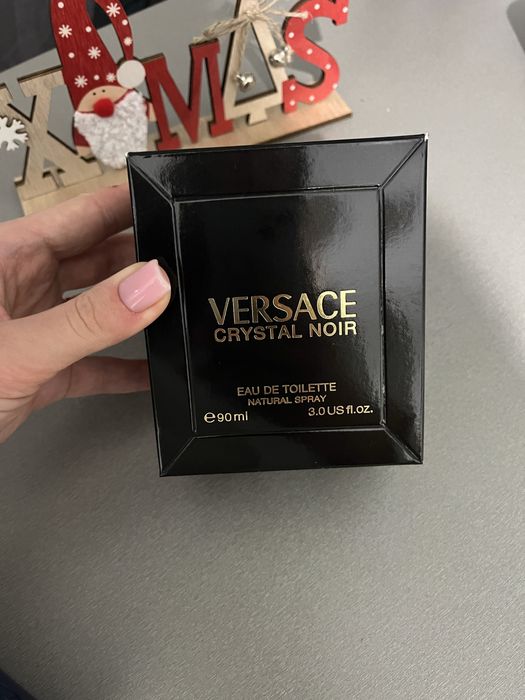 XMAS
VERSACE
CRYSTAL NOIR
EAU DE TOILETTE
NATURAL SPRAY
℮90ml 3.0 US fl.oz.